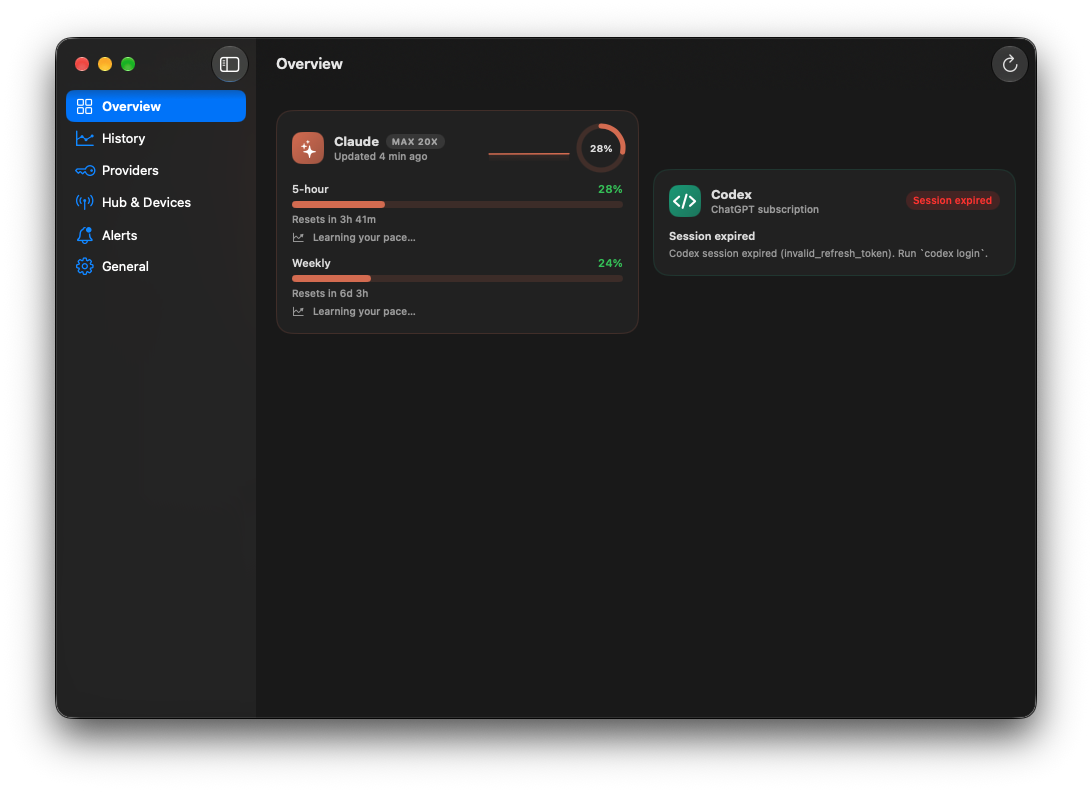 Overview
Overview
History
Providers
Hub & Devices
Alerts
General
Claude MAX 20X
Updated 4 min ago
28%
5-hour 28%
Resets in 3h 41m
Learning your pace...
Weekly 24%
Resets in 6d 3h
Learning your pace...
Codex
ChatGPT subscription
Session expired
Session expired
Codex session expired (invalid_refresh_token). Run `codex login`.